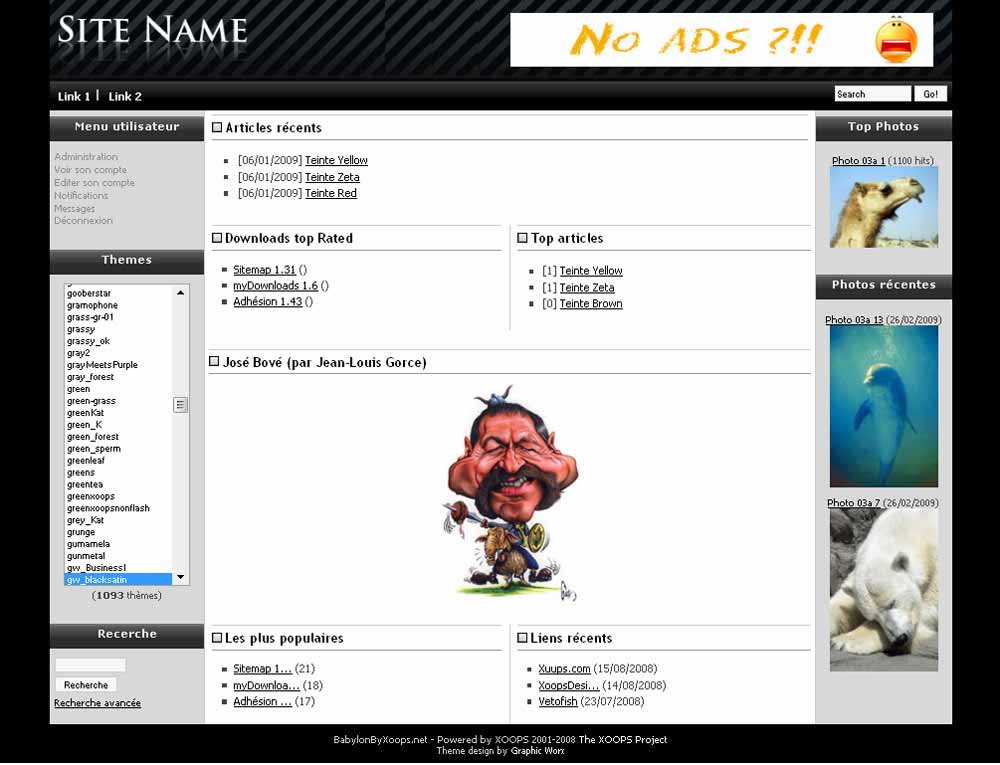 SITE NAME
NO ADS ?!!
Link 1 | Link 2
Search Go!
Menu utilisateur
Administration
Voir son compte
Editer son compte
Notifications
Messages
Déconnexion
Themes
gooberstar
gramophone
grass-gr-01
grassy
grassy_ok
gray2
grayMeetsPurple
gray_forest
green
green-grass
greenKat
green_K
green_forest
green_sperm
greenleaf
greens
greentea
greenxoops
greenxoopsnonflash
grey_Kat
grunge
gumamela
gunmetal
gw_Business1
gw_blacksatin
(1093 thèmes)
Recerche
Recherche
Recherche avancée
Articles récents
[06/01/2009] Teinte Yellow
[06/01/2009] Teinte Zeta
[06/01/2009] Teinte Red
Downloads top Rated
Sitemap 1.31 ()
myDownloads 1.6 ()
Adhésion 1.43 ()
Top articles
[1] Teinte Yellow
[1] Teinte Zeta
[0] Teinte Brown
José Bové (par Jean-Louis Gorce)
Les plus populaires
Sitemap 1... (21)
myDownloa... (18)
Adhésion ... (17)
Liens récents
Xuups.com (15/08/2008)
XoopsDesi... (14/08/2008)
Vetofish (23/07/2008)
Top Photos
Photo 03a 1 (1100 hits)
Photos récentes
Photo 03a 13 (26/02/2009)
Photo 03a 7 (26/02/2009)
BabylonByXoops.net - Powered by XOOPS 2001-2008 The XOOPS Project
Theme design by Graphic Worx